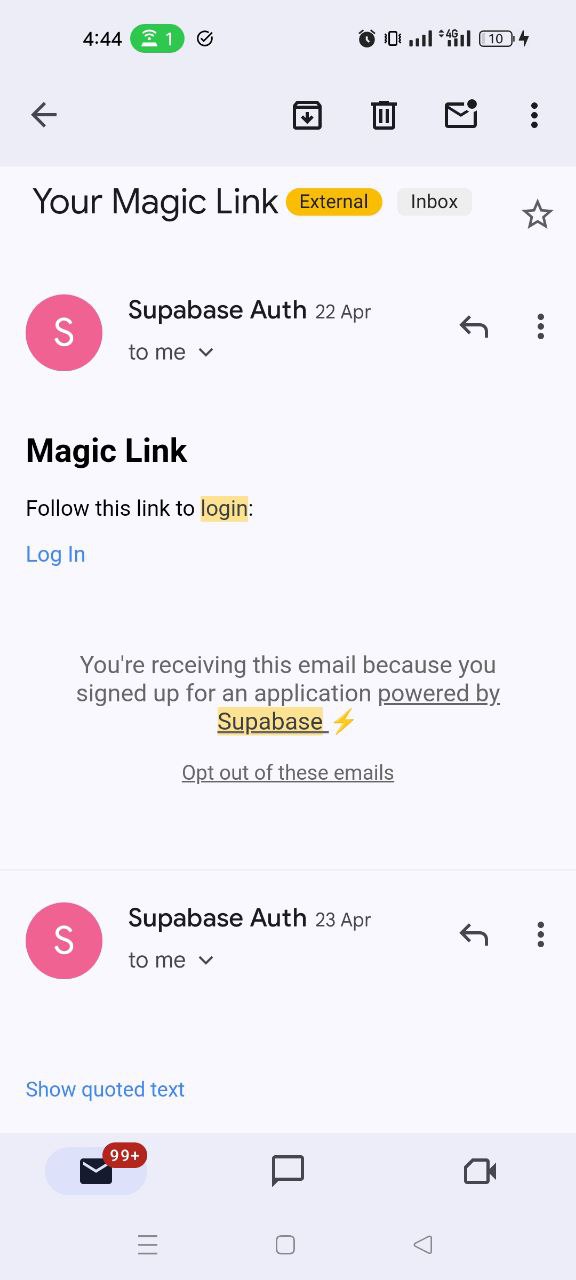 4:44 1 4G 10
Your Magic Link External Inbox
S
Supabase Auth 22 Apr
to me
Magic Link
Follow this link to login:
Log In
You're receiving this email because you
signed up for an application powered by
Supabase ⚡
Opt out of these emails
S
Supabase Auth 23 Apr
to me
Show quoted text
99+